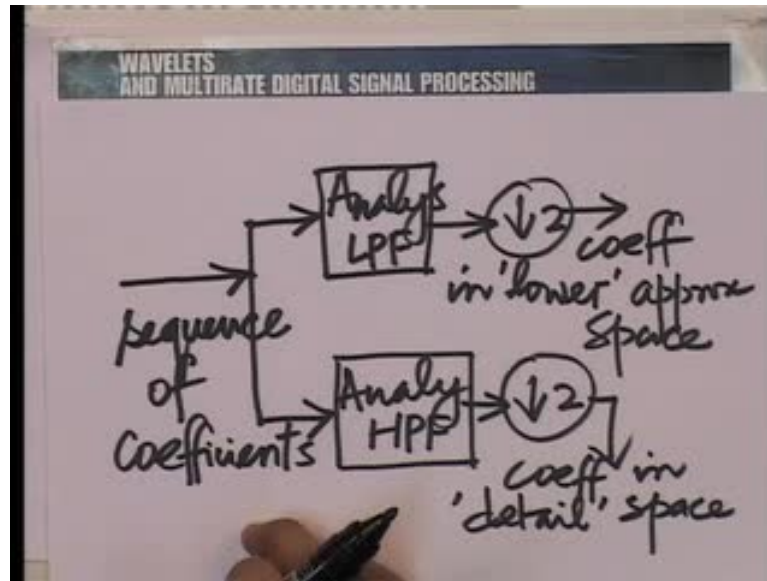 WAVELETS
AND MULTIRATE DIGITAL SIGNAL PROCESSING
Analys
LPF
↓2
coeff
in 'lower' approx
space
sequence
of
coefficients
Analy
HPF
↓2
coeff in
'detail' space